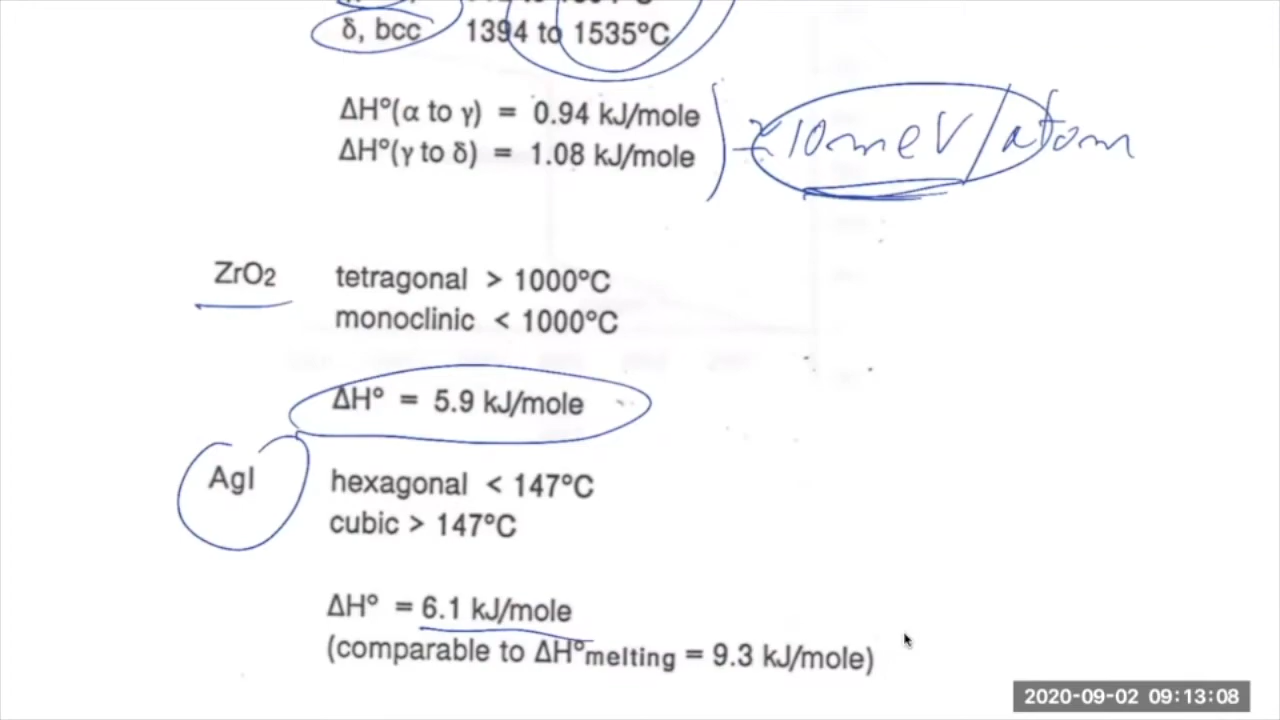 δ, bcc 1394 to 1535°C
ΔH°(α to γ) = 0.94 kJ/mole
ΔH°(γ to δ) = 1.08 kJ/mole
10meV/atom
ZrO2 tetragonal > 1000°C
monoclinic < 1000°C
ΔH° = 5.9 kJ/mole
AgI hexagonal < 147°C
cubic > 147°C
ΔH° = 6.1 kJ/mole
(comparable to ΔH°melting = 9.3 kJ/mole)
2020-09-02 09:13:08